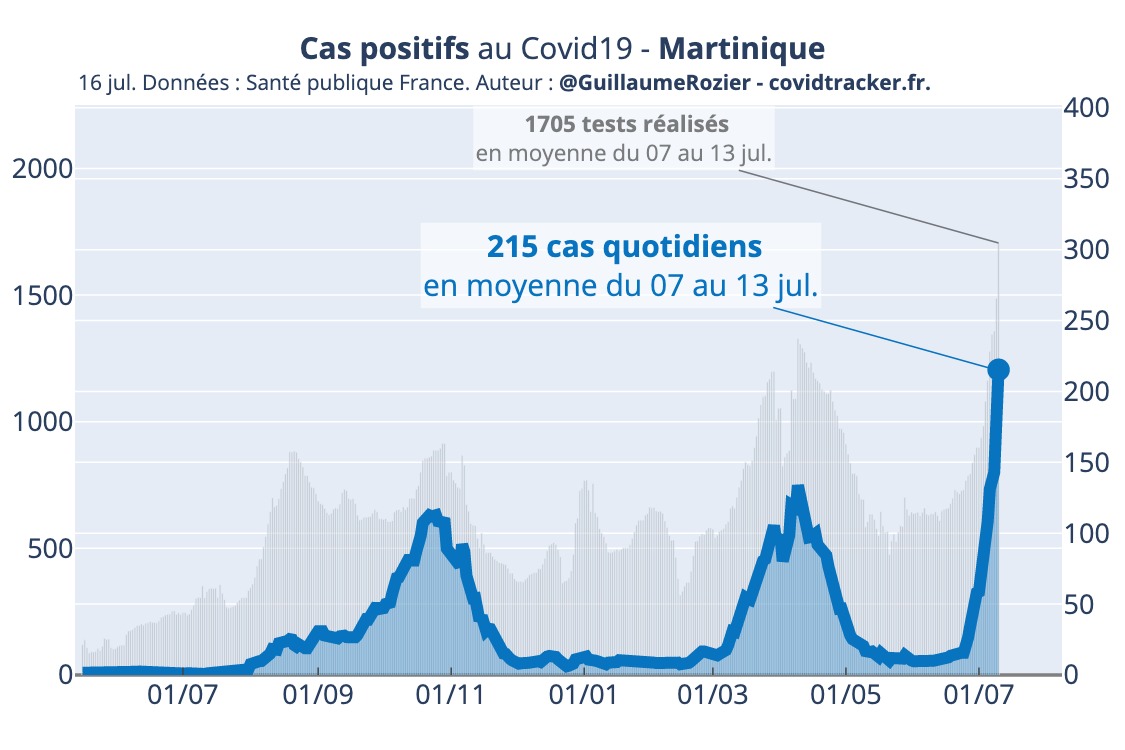 Cas positifs au Covid19 - Martinique
16 jul. Données : Santé publique France. Auteur : @GuillaumeRozier - covidtracker.fr.
1705 tests réalisés
en moyenne du 07 au 13 jul.
215 cas quotidiens
en moyenne du 07 au 13 jul.
2000
1500
1000
500
0
400
350
300
250
200
150
100
50
0
01/07 01/09 01/11 01/01 01/03 01/05 01/07